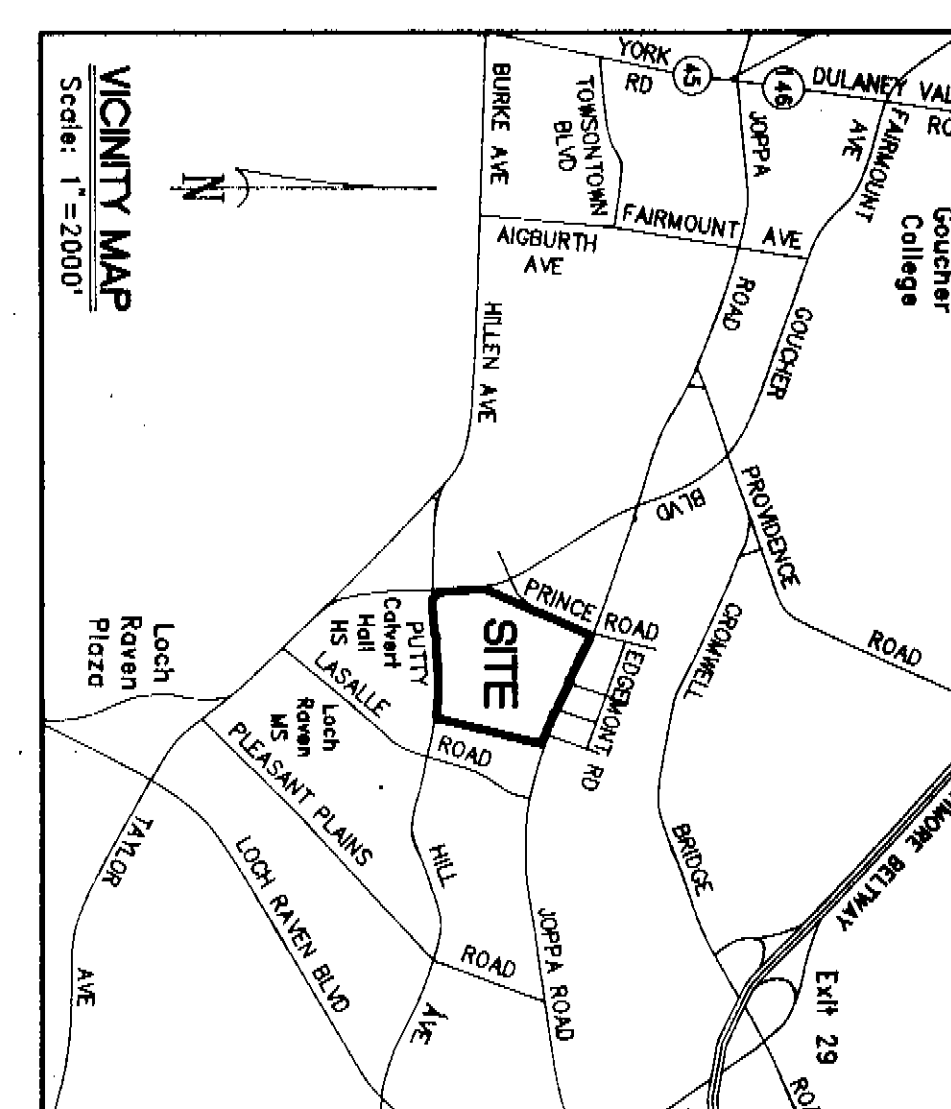 VICINITY MAP
Scale: 1"=2000'
N
YORK
RD
45
146
DULANEY VAL
RO
JOPPA
FAIRMOUNT
AVE
Goucher
College
BURKE AVE
TOWSONTOWN
BLVD
AIGBURTH
AVE
FAIRMOUNT
AVE
ROAD
GOUCHER
HILLEN AVE
BLVD
PROVIDENCE
ROAD
PRINCE
ROAD
CROMWELL
EDGEMONT RD
SITE
PUTTY
Calvert
Hall
HS
LASALLE
ROAD
Loch
Raven
Plaza
Loch
Raven
MS
PLEASANT PLAINS
ROAD
HILL
AVE
TAYLOR
AVE
LOCH RAVEN BLVD
JOPPA ROAD
BRIDGE
ROA
IMORE BELTWAY
Exit 29